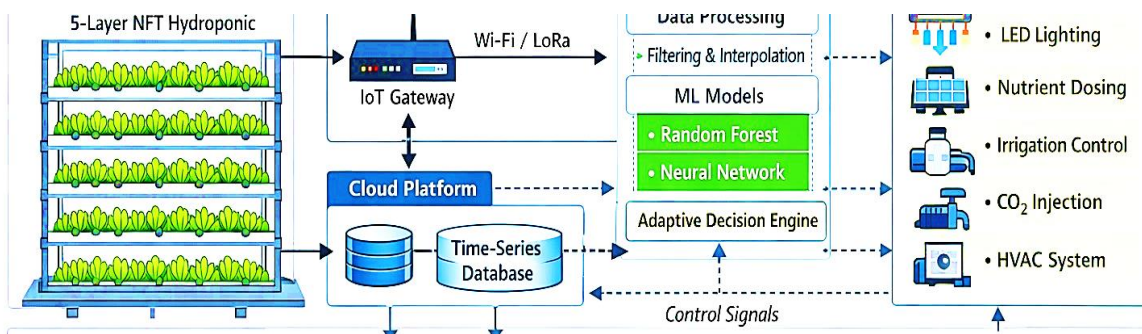 5-Layer NFT Hydroponic
IoT Gateway
Wi-Fi / LoRa
Cloud Platform
Time-Series
Database
Data Processing
Filtering & Interpolation
ML Models
• Random Forest
• Neural Network
Adaptive Decision Engine
Control Signals
• LED Lighting
• Nutrient Dosing
• Irrigation Control
• CO₂ Injection
• HVAC System